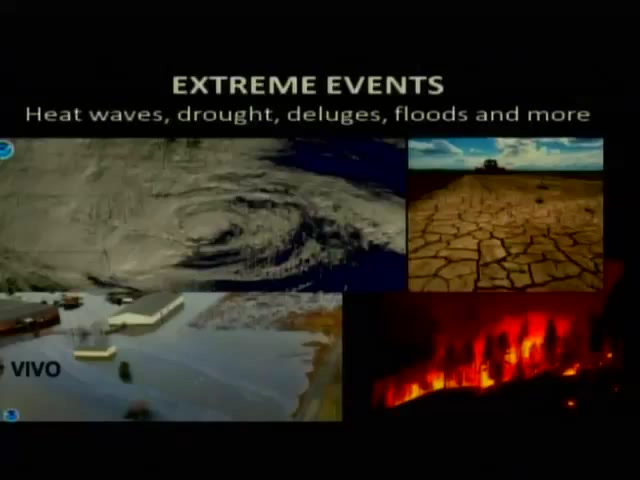 EXTREME EVENTS
Heat waves, drought, deluges, floods and more
VIVO